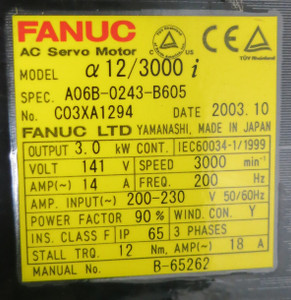 FANUC
AC Servo Motor
C US
TÜV Rheinland
MODEL α12/3000 i
SPEC. A06B-0243-B605
No. C03XA1294 DATE 2003.10
FANUC LTD YAMANASHI, MADE IN JAPAN
OUTPUT 3.0 kW CONT. IEC60034-1/1999
VOLT 141 V SPEED 3000 min⁻¹
AMP(~) 14 A FREQ. 200 Hz
AMP. INPUT(~) 200-230 V 50/60Hz
POWER FACTOR 90% WIND. CON. Y
INS. CLASS F IP 65 3 PHASES
STALL TRQ. 12 Nm, AMP(~) 18 A
MANUAL No. B-65262